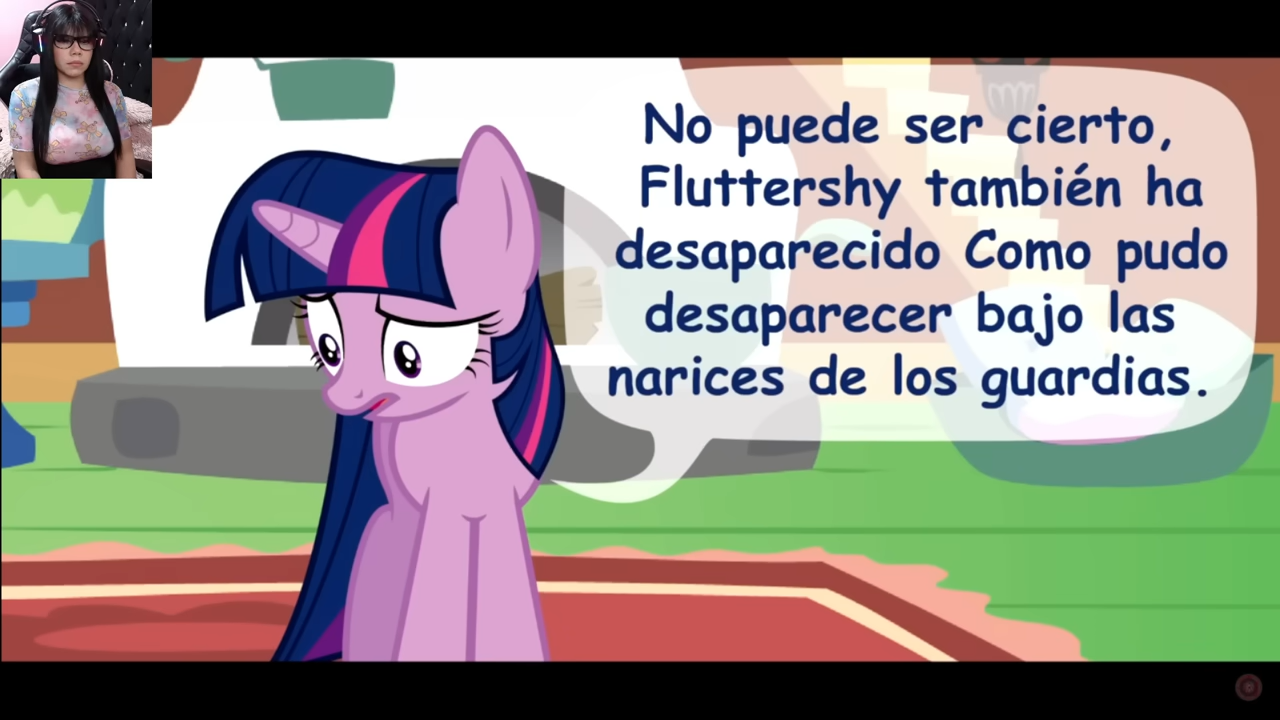 No puede ser cierto,
Fluttershy también ha
desaparecido Como pudo
desaparecer bajo las
narices de los guardias.